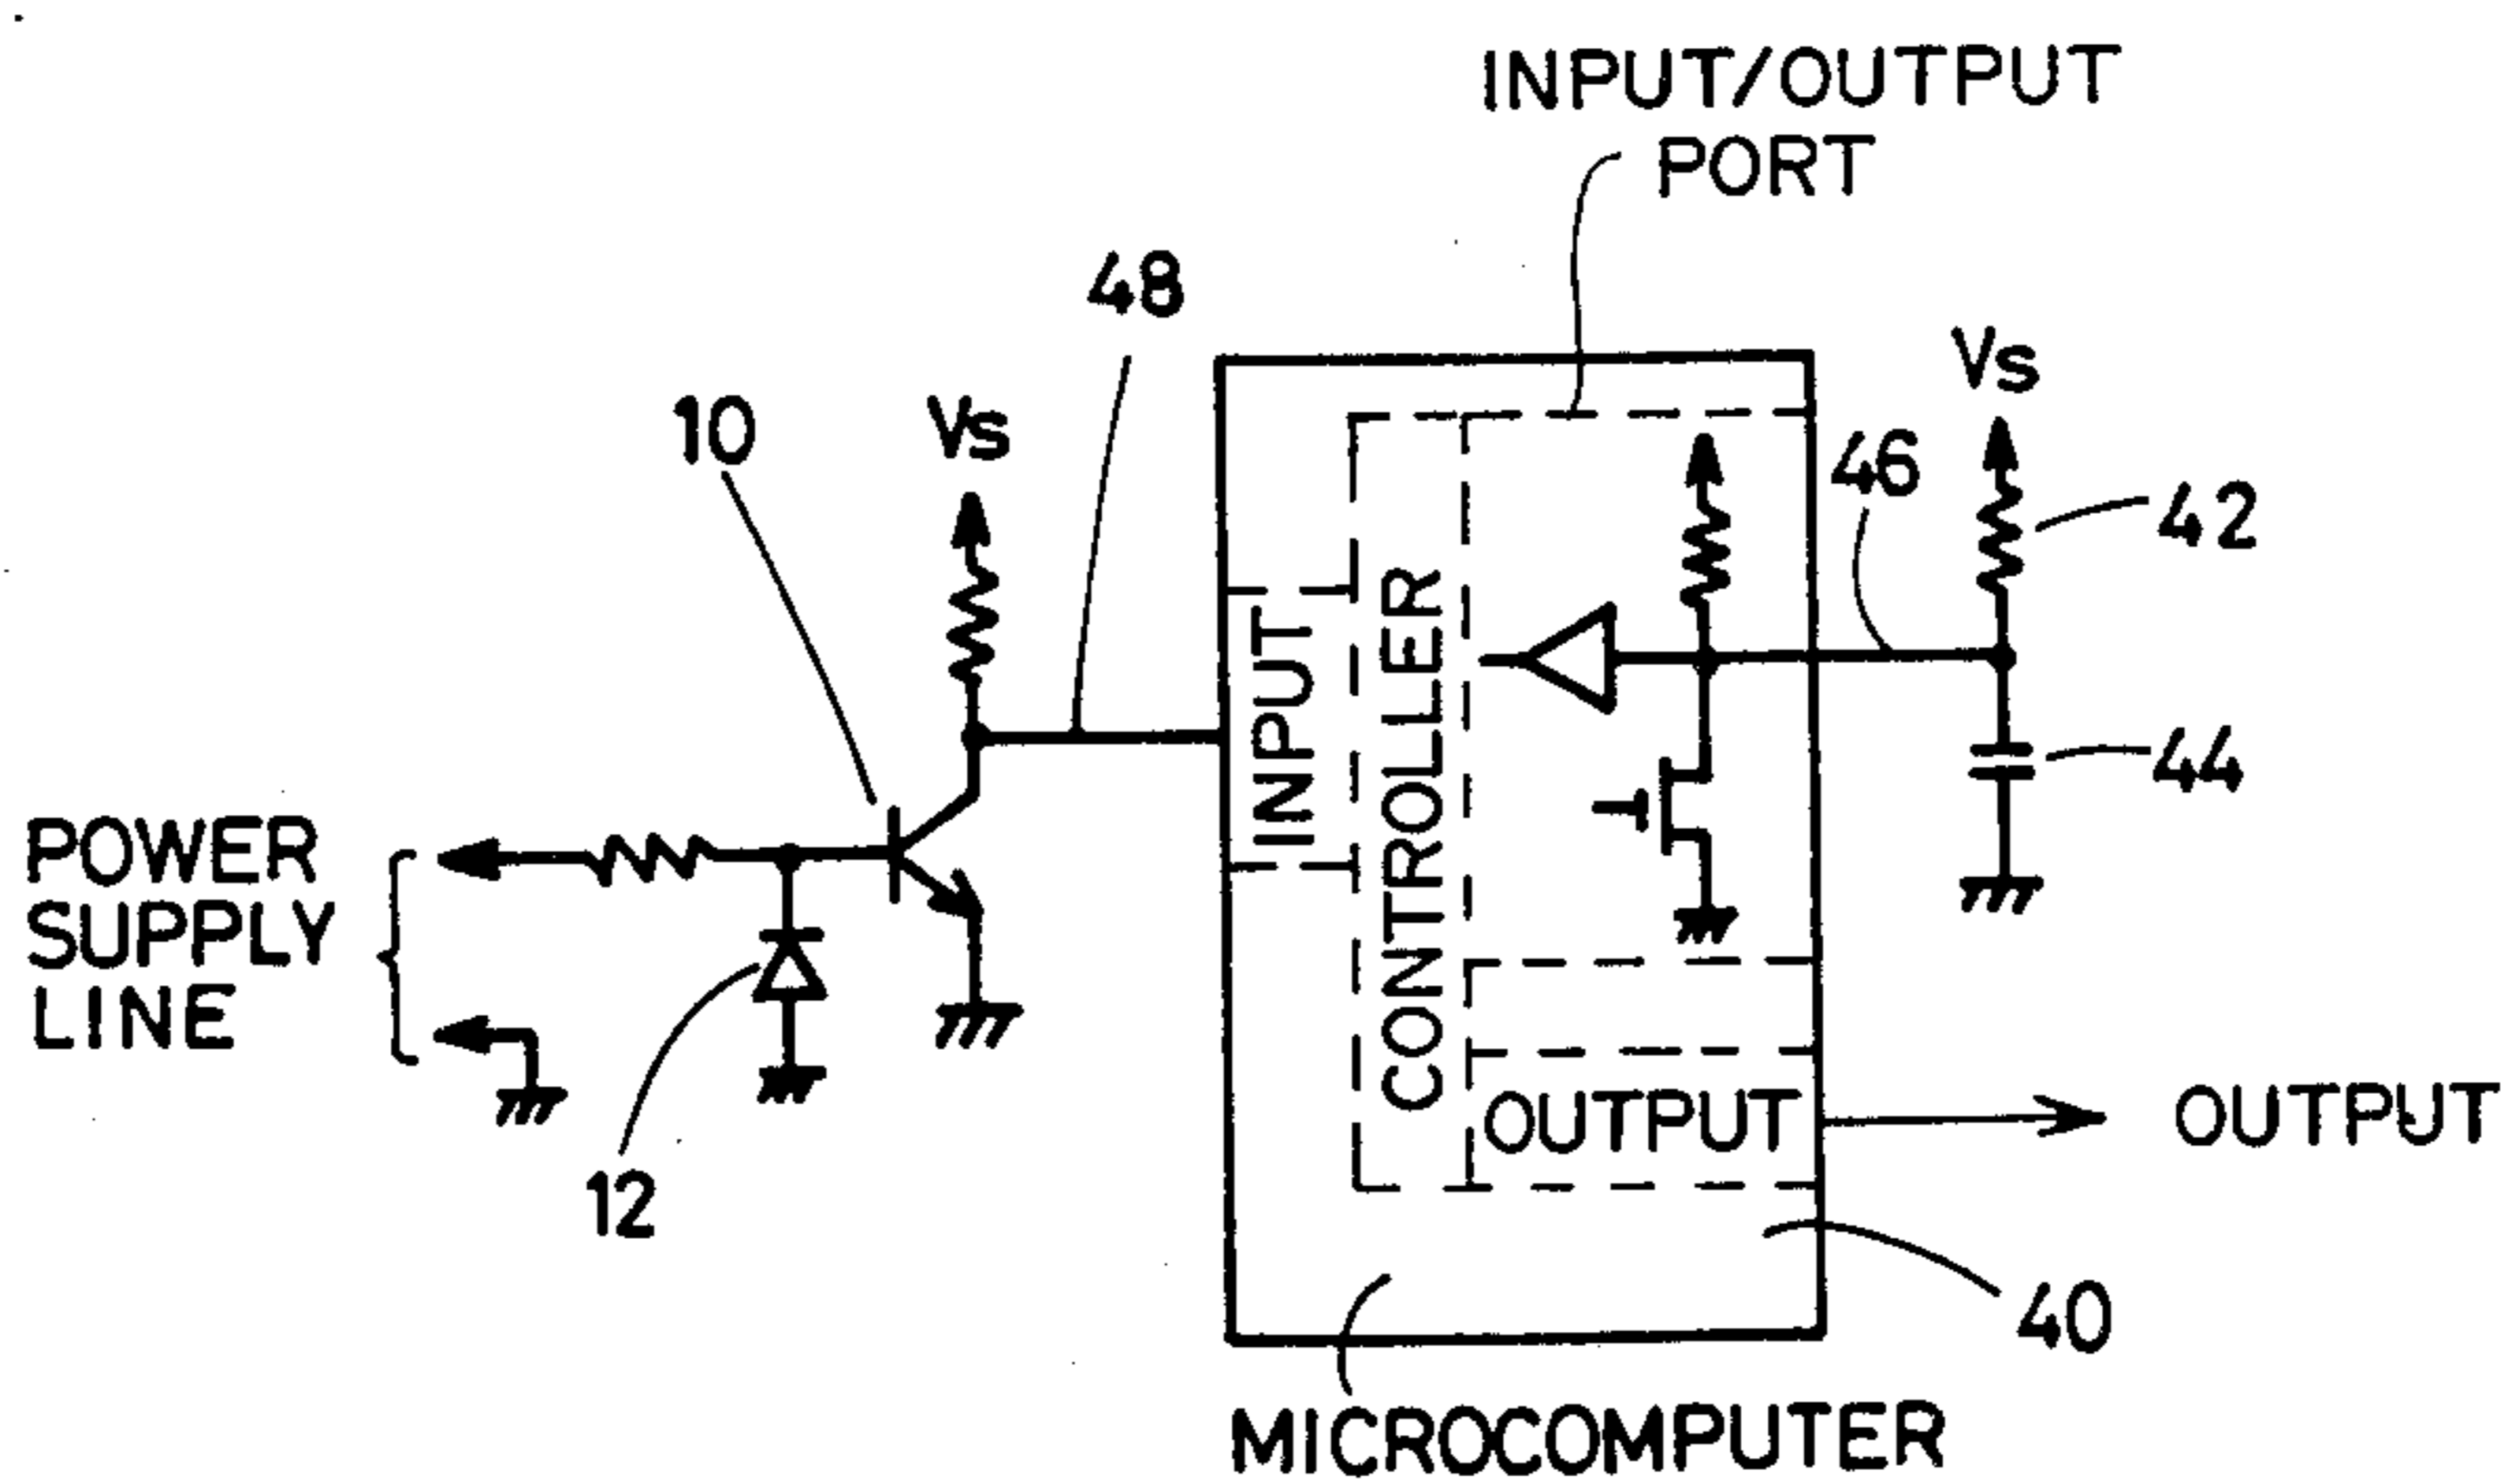 INPUT/OUTPUT
PORT
48
Vs
10
Vs
46
42
INPUT
CONTROLLER
44
POWER
SUPPLY
LINE
OUTPUT
OUTPUT
12
40
MICROCOMPUTER